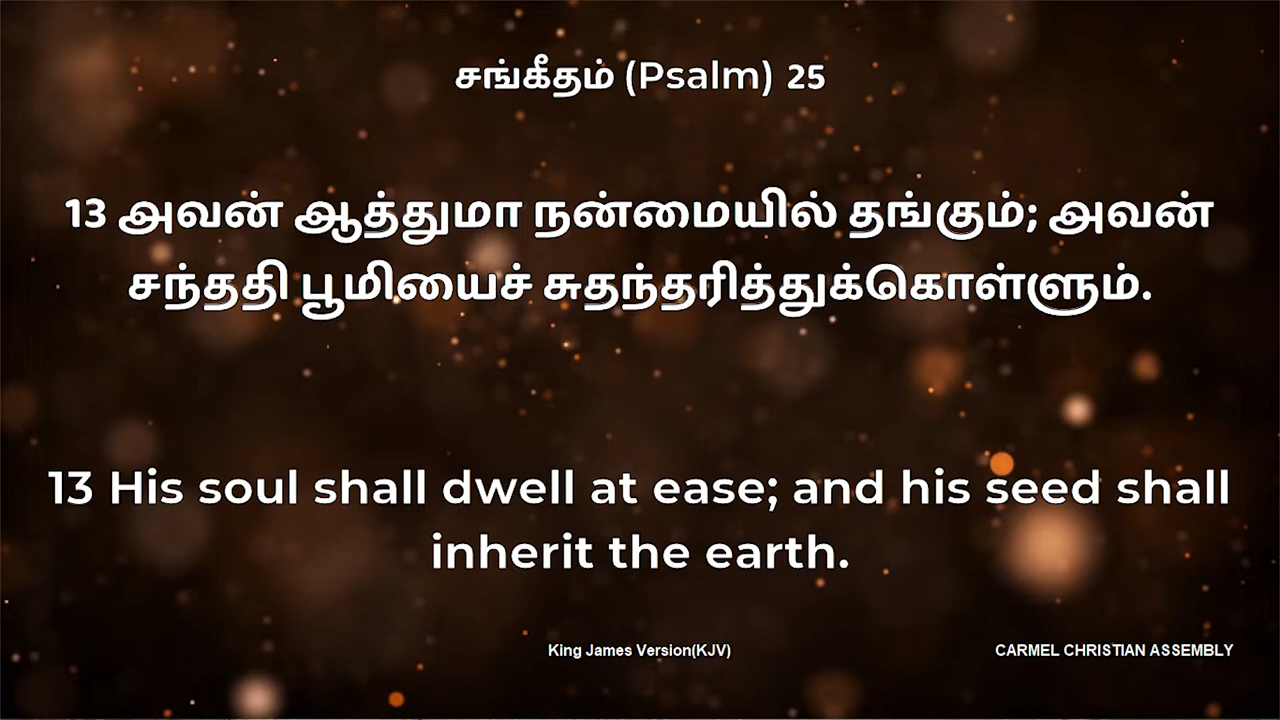 சங்கீதம் (Psalm) 25
13 அவன் ஆத்துமா நன்மையில் தங்கும்; அவன்
சந்ததி பூமியைச் சுதந்தரித்துக்கொள்ளும்.
13 His soul shall dwell at ease; and his seed shall
inherit the earth.
King James Version(KJV)
CARMEL CHRISTIAN ASSEMBLY